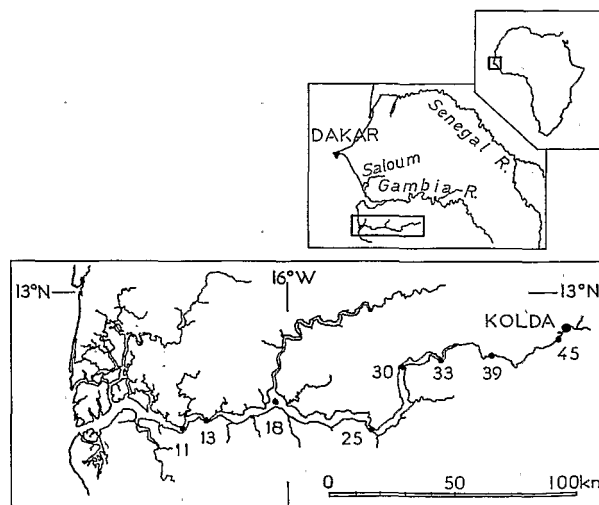 DAKAR
Senegal R.
Saloum
Gambia R.
13°N
16°W
13°N
KOLDA
45
30
33
39
11
13
18
25
0 50 100km